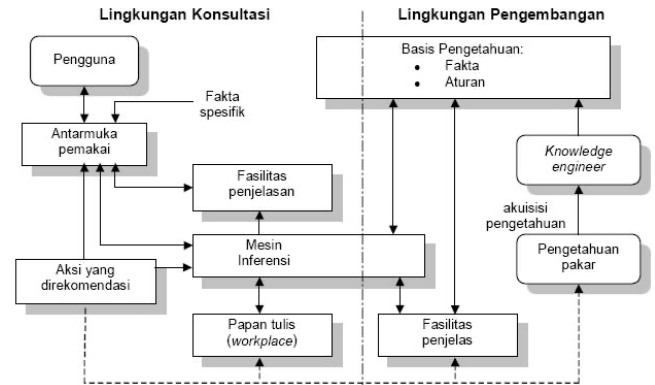 Lingkungan Konsultasi
Lingkungan Pengembangan
Pengguna
Basis Pengetahuan:
• Fakta
• Aturan
Fakta
spesifik
Antarmuka
pemakai
Knowledge
engineer
Fasilitas
penjelasan
akuisisi
pengetahuan
Mesin
Inferensi
Pengetahuan
pakar
Aksi yang
direkomendasi
Papan tulis
(workplace)
Fasilitas
penjelas